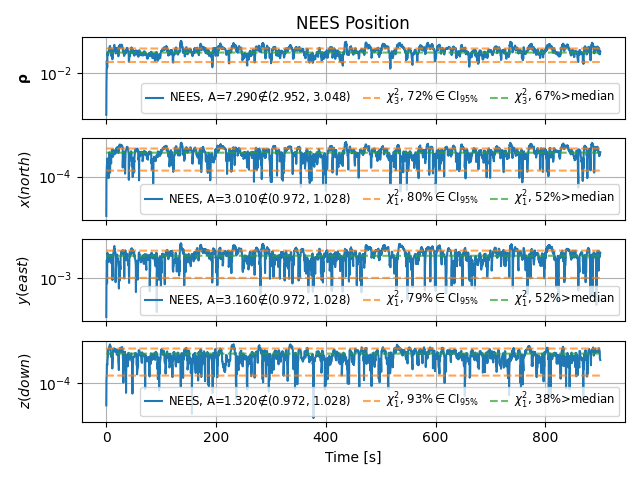 NEES Position
ρ
10⁻²
NEES, A=7.290∉(2.952, 3.048) χ²₃, 72%∈CI₉₅% χ²₃, 67%>median
x(north)
10⁻⁴
NEES, A=3.010∉(0.972, 1.028) χ²₁, 80%∈CI₉₅% χ²₁, 52%>median
y(east)
10⁻³
NEES, A=3.160∉(0.972, 1.028) χ²₁, 79%∈CI₉₅% χ²₁, 52%>median
z(down)
10⁻⁴
NEES, A=1.320∉(0.972, 1.028) χ²₁, 93%∈CI₉₅% χ²₁, 38%>median
0 200 400 600 800
Time [s]